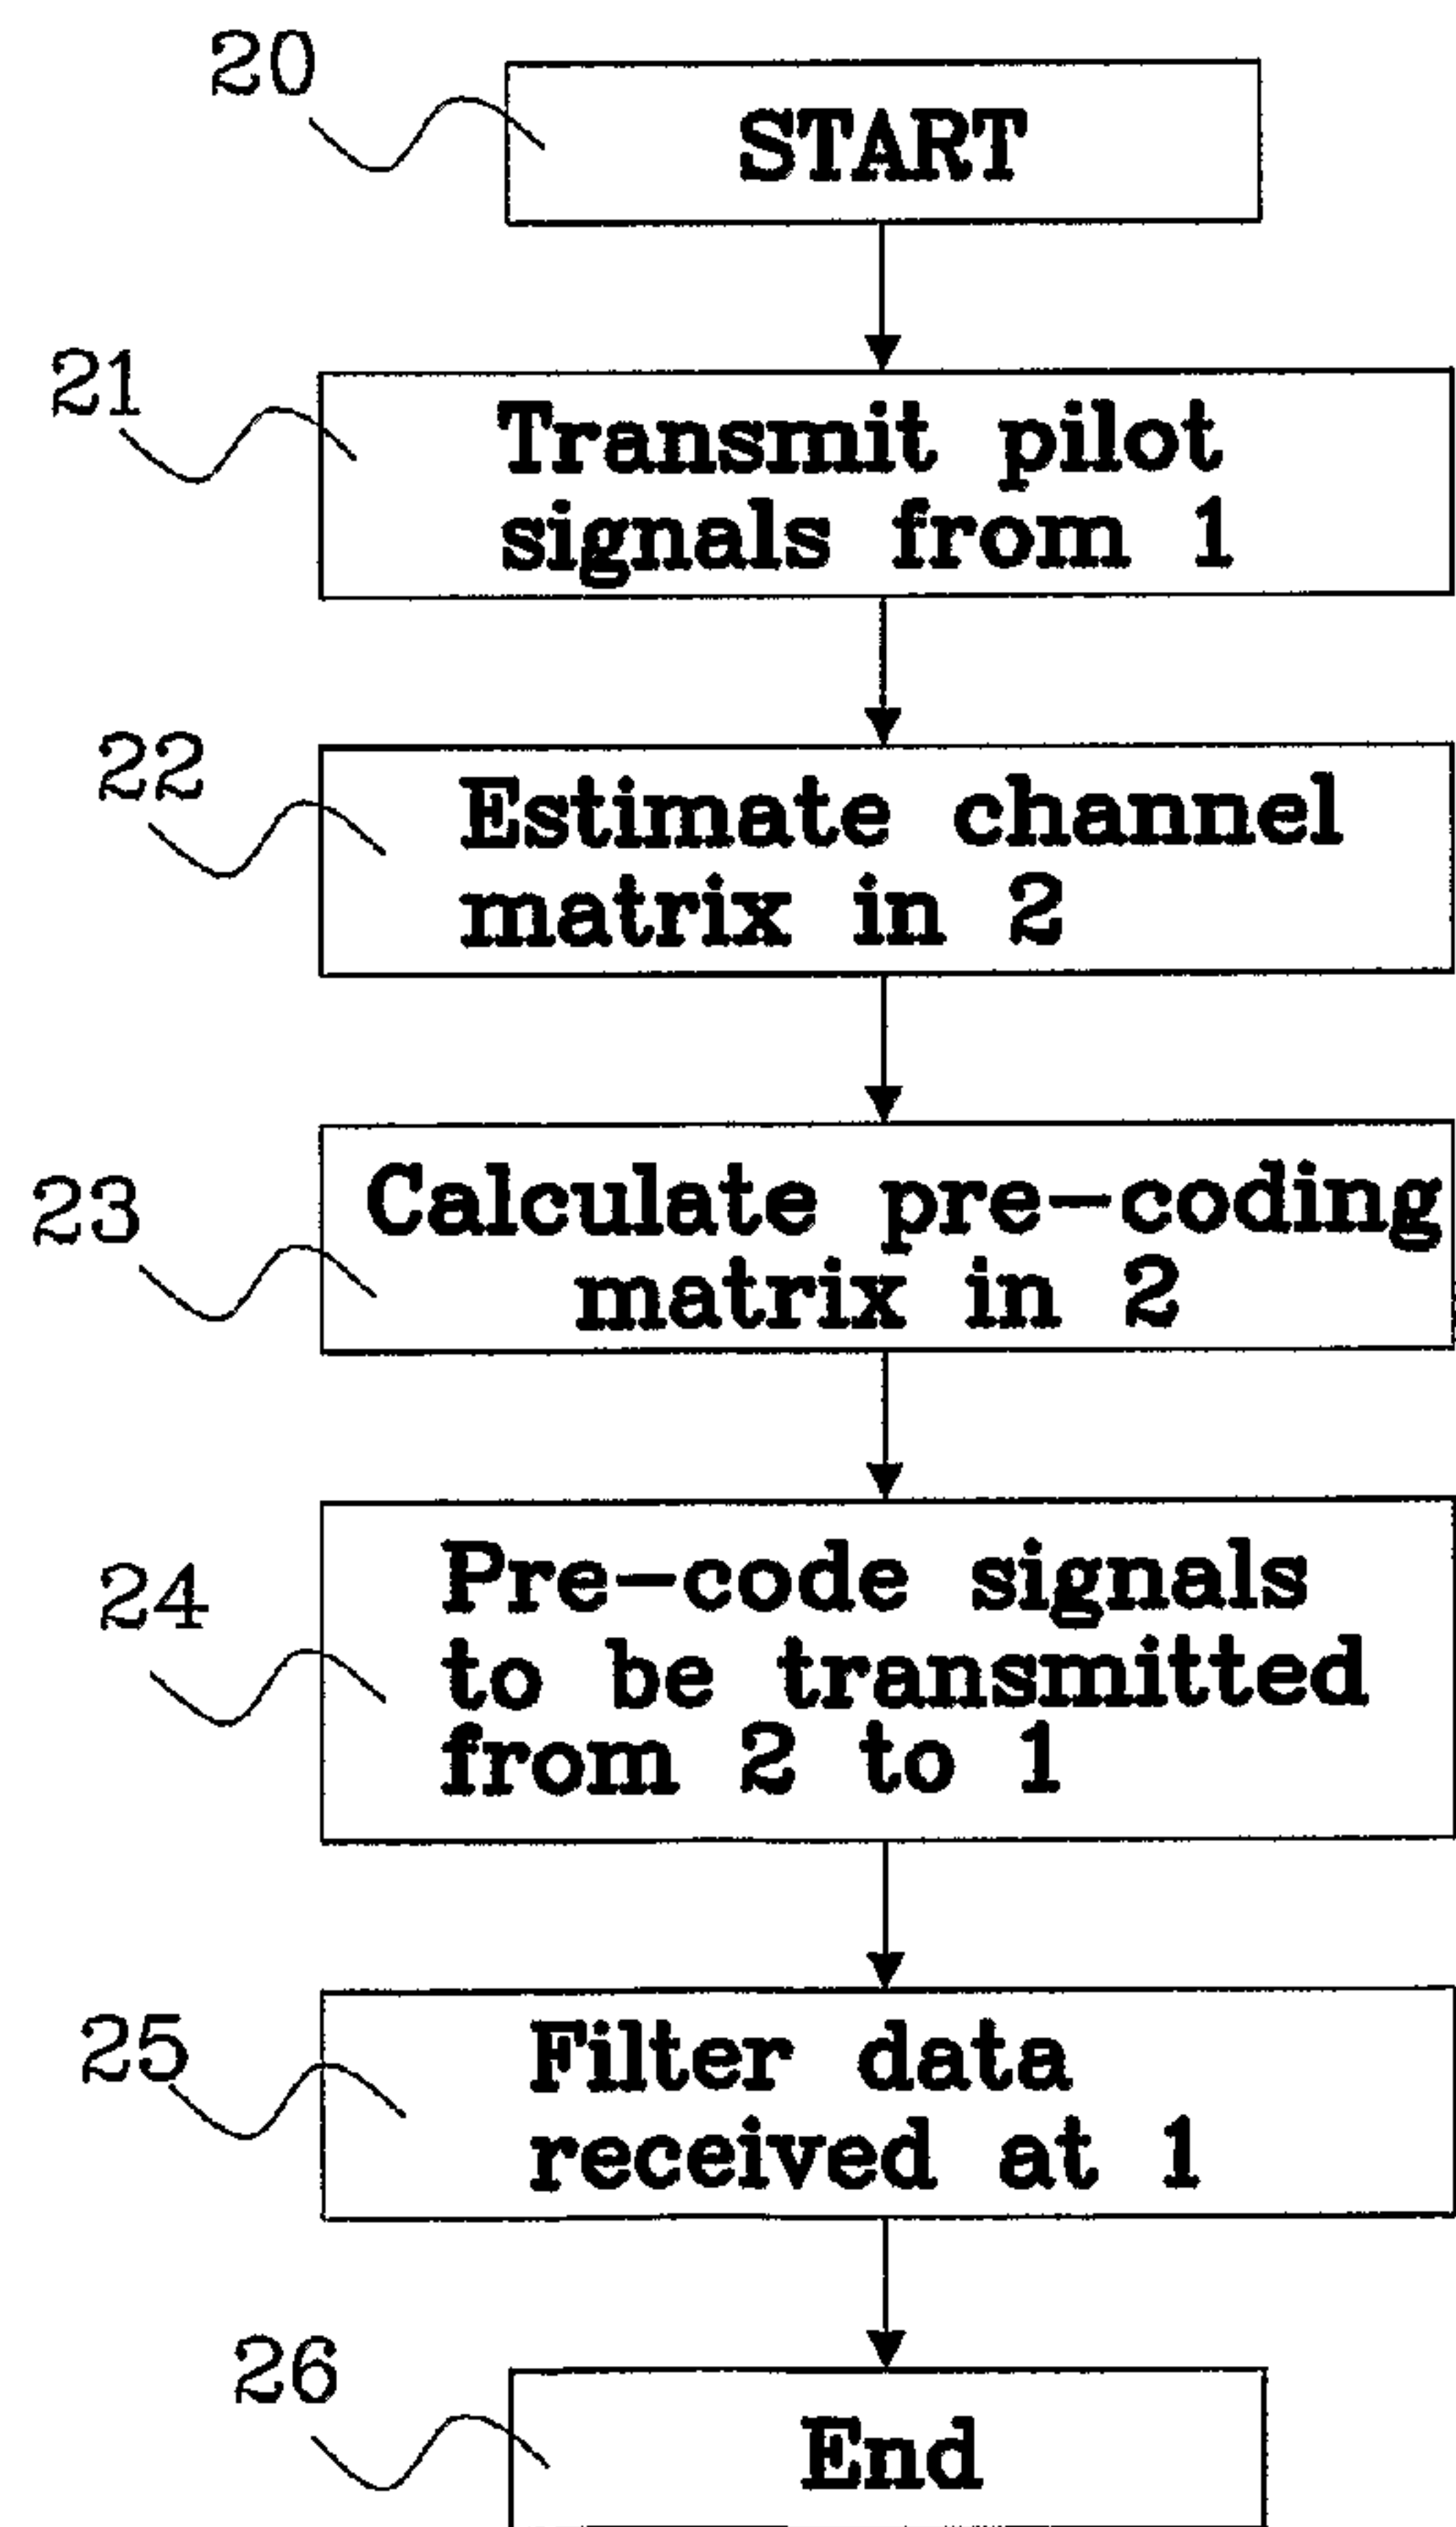 20
START
21
Transmit pilot
signals from 1
22
Estimate channel
matrix in 2
23
Calculate pre-coding
matrix in 2
24
Pre-code signals
to be transmitted
from 2 to 1
25
Filter data
received at 1
26
End